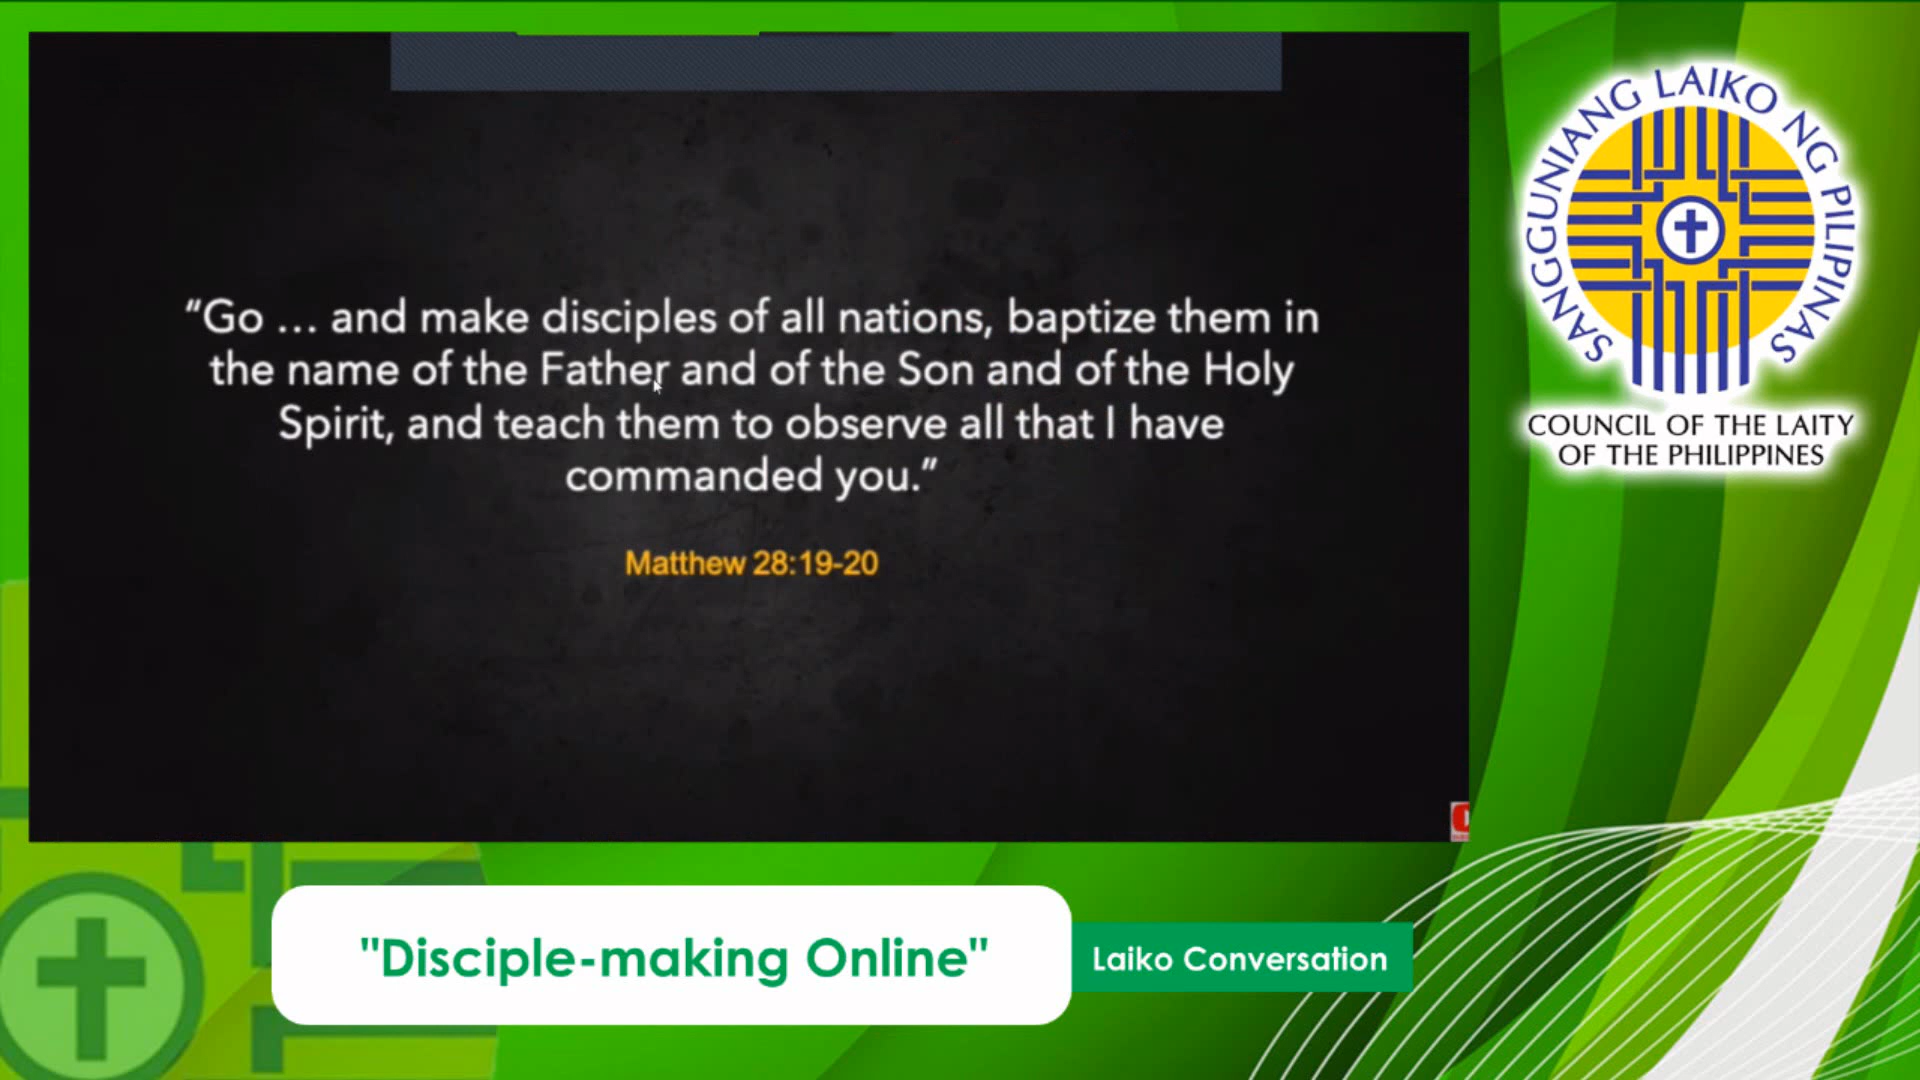 “Go … and make disciples of all nations, baptize them in
the name of the Father and of the Son and of the Holy
Spirit, and teach them to observe all that I have
commanded you.”
Matthew 28:19-20
SANGGUNIANG LAIKO NG PILIPINAS
COUNCIL OF THE LAITY
OF THE PHILIPPINES
"Disciple-making Online"
Laiko Conversation